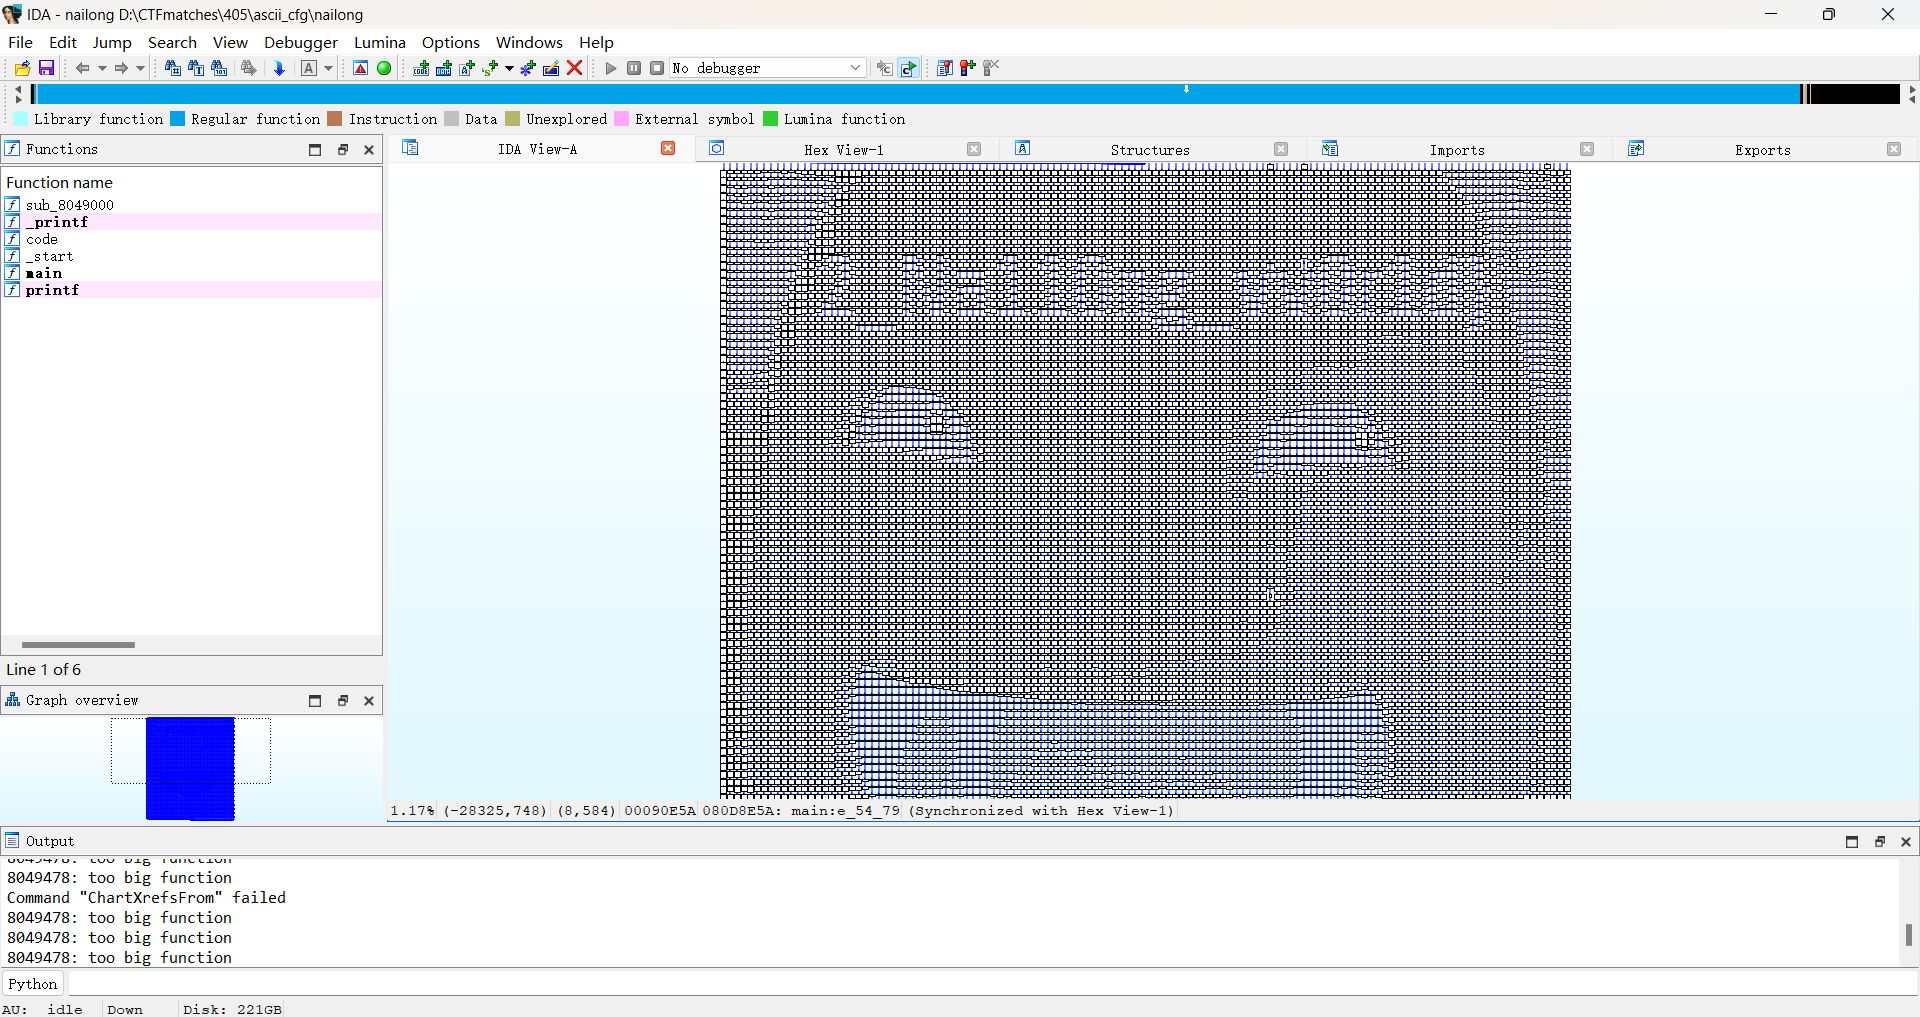 IDA - nailong D:\CTFmatches\405\ascii_cfg\nailong
File Edit Jump Search View Debugger Lumina Options Windows Help
No debugger
Library function Regular function Instruction Data Unexplored External symbol Lumina function
Functions
IDA View-A
Hex View-1
Structures
Imports
Exports
Function name
sub_8049000
_printf
code
_start
main
printf
Line 1 of 6
Graph overview
1.17% (-28325,748) (8,584) 00090E5A 080D8E5A: main:e_54_79 (Synchronized with Hex View-1)
Output
8049478: too big function
8049478: too big function
Command "ChartXrefsFrom" failed
8049478: too big function
8049478: too big function
8049478: too big function
Python
AU: idle Down Disk: 221GB